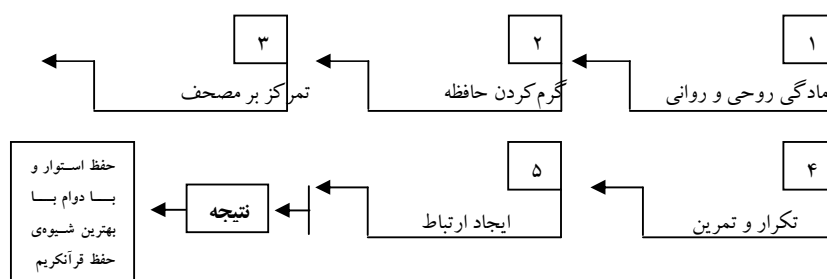 ۱
مادگی روحی و روانی
۲
گرم‌کردن حافظه
۳
تمرکز بر مصحف
۴
تکرار و تمرین
۵
ایجاد ارتباط
نتیجه
حفظ استوار و
با دوام با
بهترین شیوه‌ی
حفظ قرآنکریم